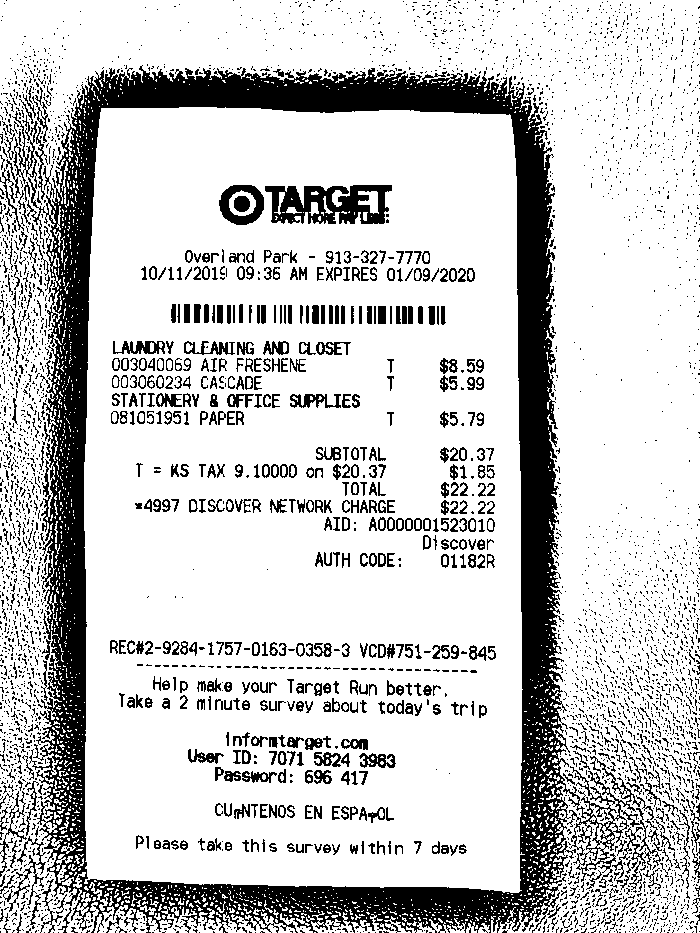 TARGET
EXPECT MORE PAY LESS.
Overland Park - 913-327-7770
10/11/2019 09:36 AM EXPIRES 01/09/2020
LAUNDRY CLEANING AND CLOSET
003040069 AIR FRESHENE T $8.59
003060234 CASCADE T $5.99
STATIONERY & OFFICE SUPPLIES
081051951 PAPER T $5.79
SUBTOTAL $20.37
T = KS TAX 9.10000 on $20.37 $1.85
TOTAL $22.22
*4997 DISCOVER NETWORK CHARGE $22.22
AID: A0000001523010
Discover
AUTH CODE: 01182R
REC#2-9284-1757-0163-0358-3 VCD#751-259-845
Help make your Target Run better.
Take a 2 minute survey about today's trip
informtarget.com
User ID: 7071 5824 3983
Password: 696 417
CUéNTENOS EN ESPAÑOL
Please take this survey within 7 days